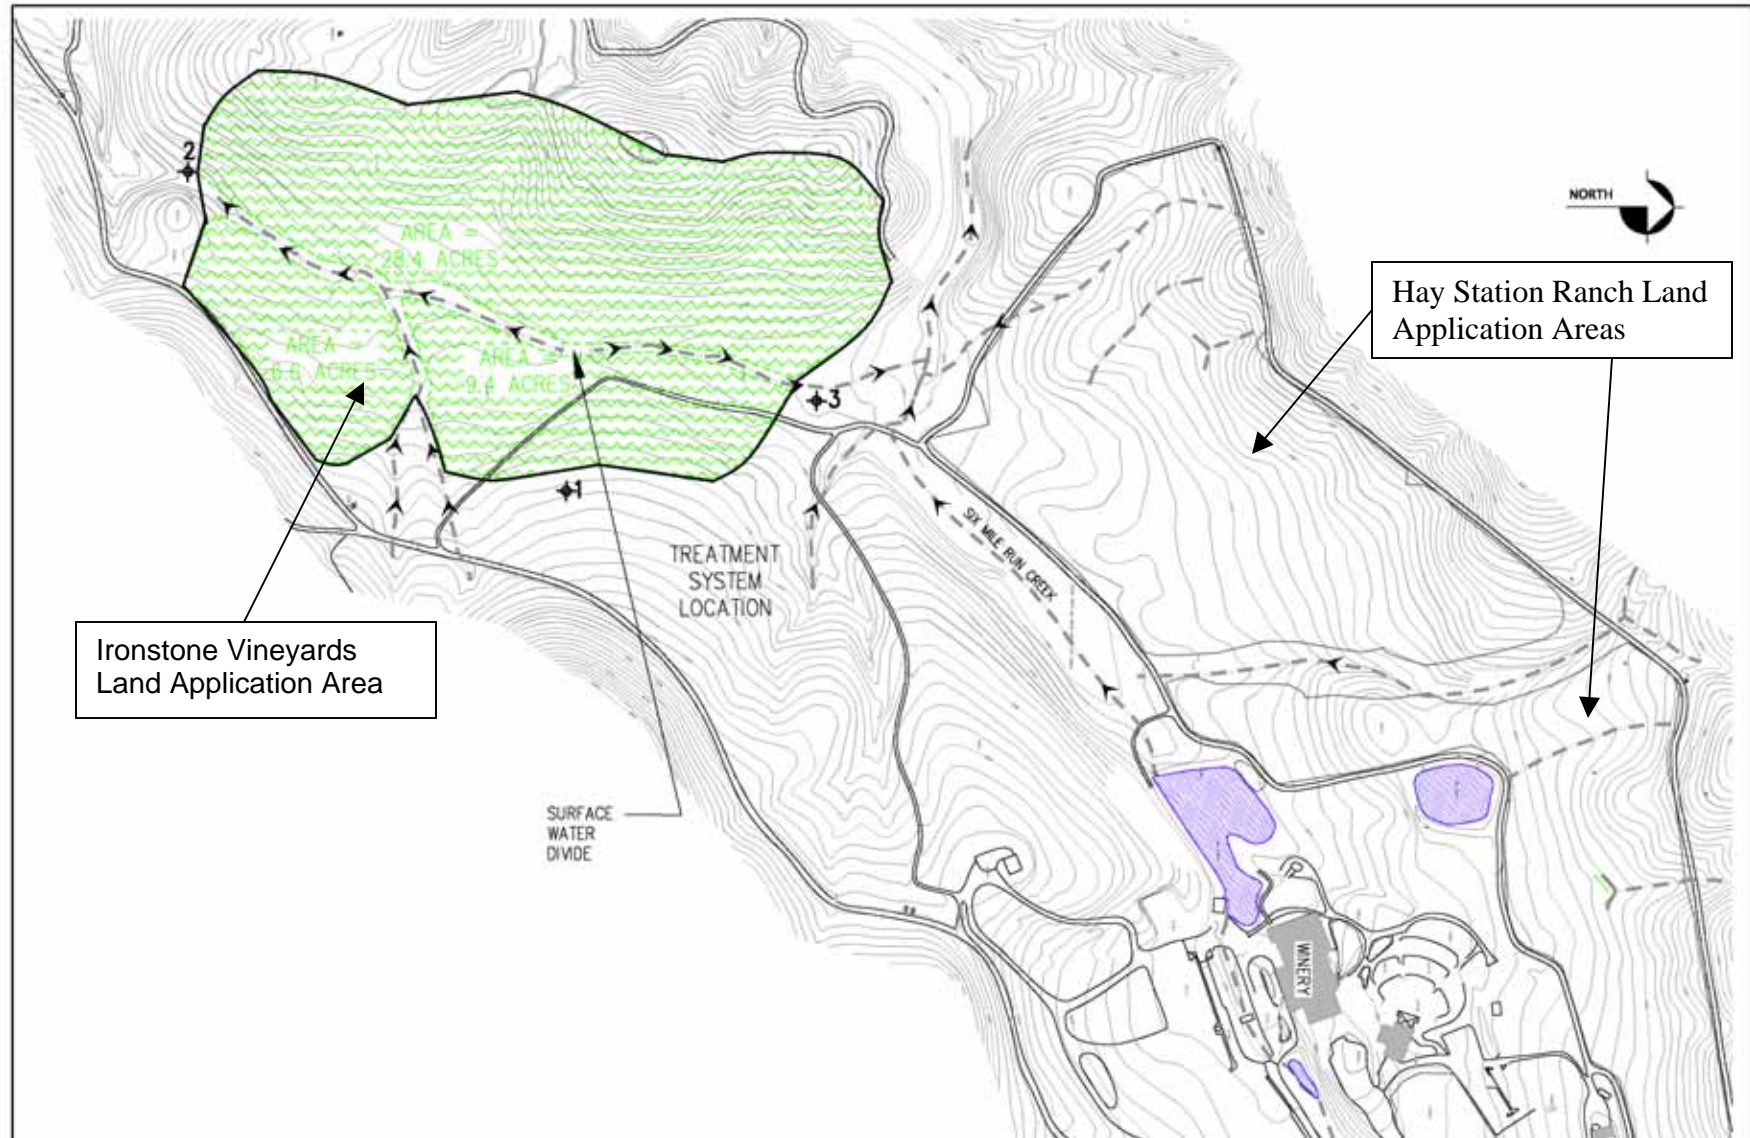 2
NORTH
AREA =
28.4 ACRES
Hay Station Ranch Land
Application Areas
AREA =
6.6 ACRES
AREA =
9.4 ACRES
3
1
SIX MILE RUN CREEK
TREATMENT
SYSTEM
LOCATION
Ironstone Vineyards
Land Application Area
SURFACE
WATER
DIVIDE
WINERY